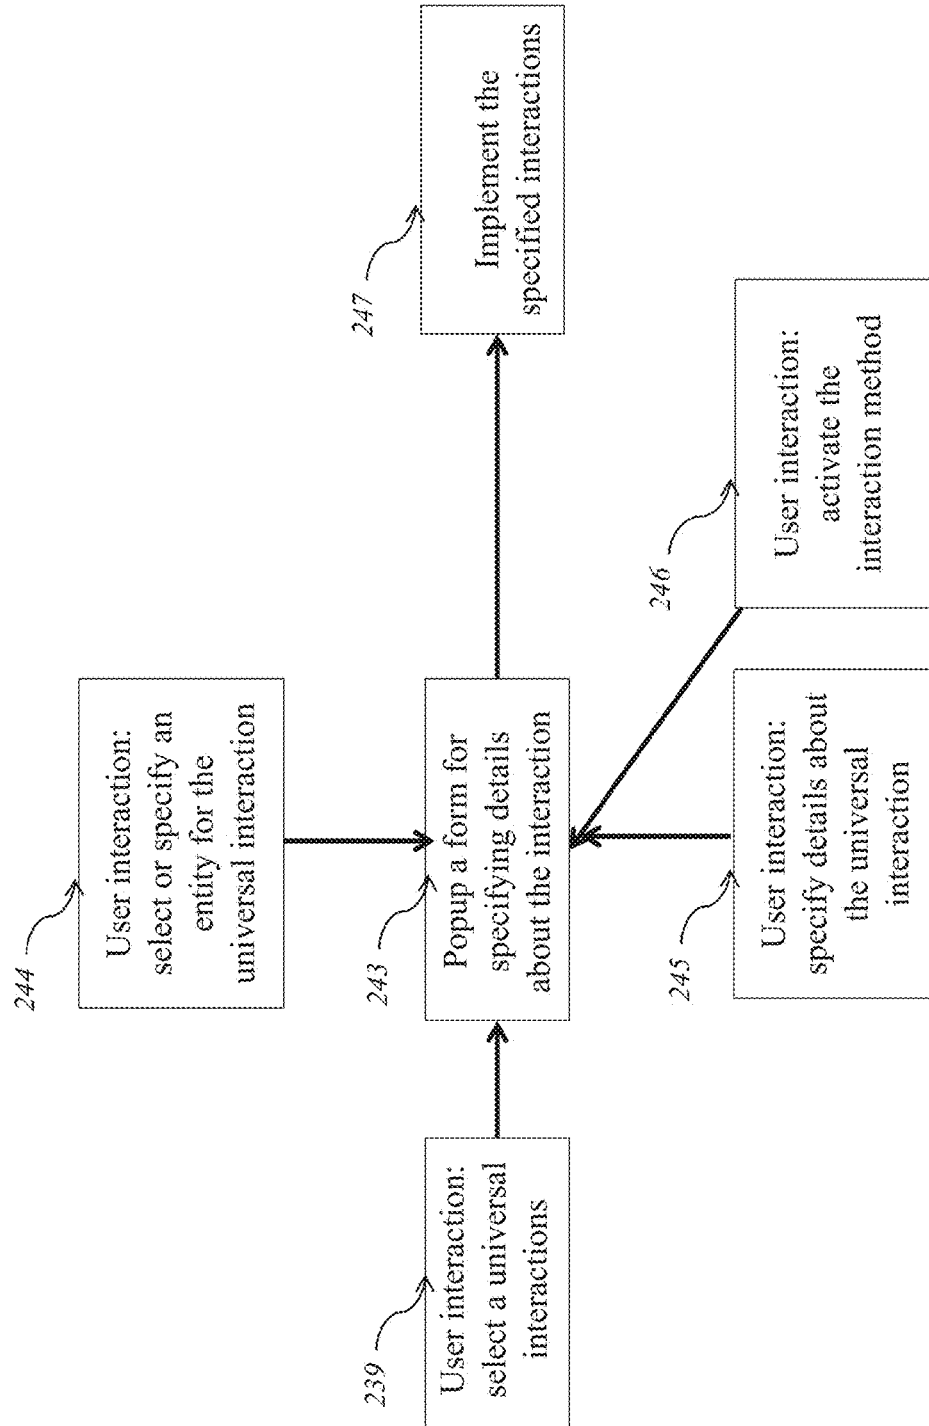 244
User interaction:
select or specify an
entity for the
universal interaction
239
User interaction:
select a universal
interactions
243
Popup a form for
specifying details
about the interaction
247
Implement the
specified interactions
245
User interaction:
specify details about
the universal
interaction
246
User interaction:
activate the
interaction method